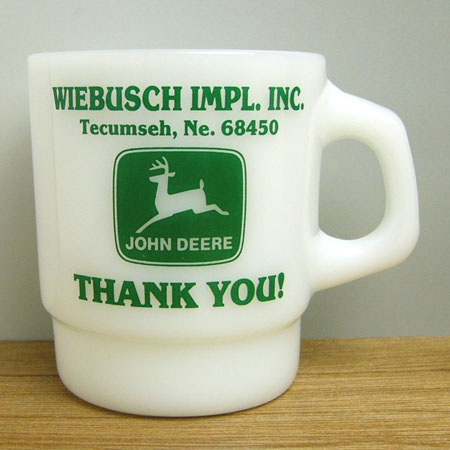 WIEBUSCH IMPL. INC.
Tecumseh, Ne. 68450
JOHN DEERE
THANK YOU!